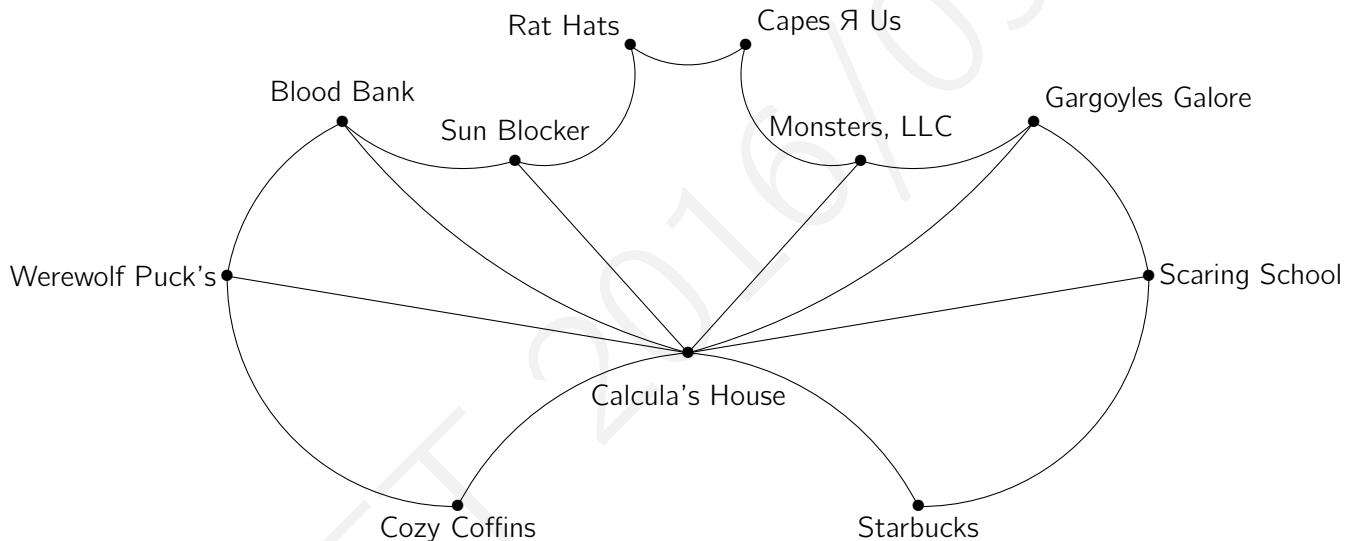 Rat Hats
Capes Я Us
Blood Bank
Gargoyles Galore
Sun Blocker
Monsters, LLC
Werewolf Puck's
Scaring School
Calcula's House
Cozy Coffins
Starbucks